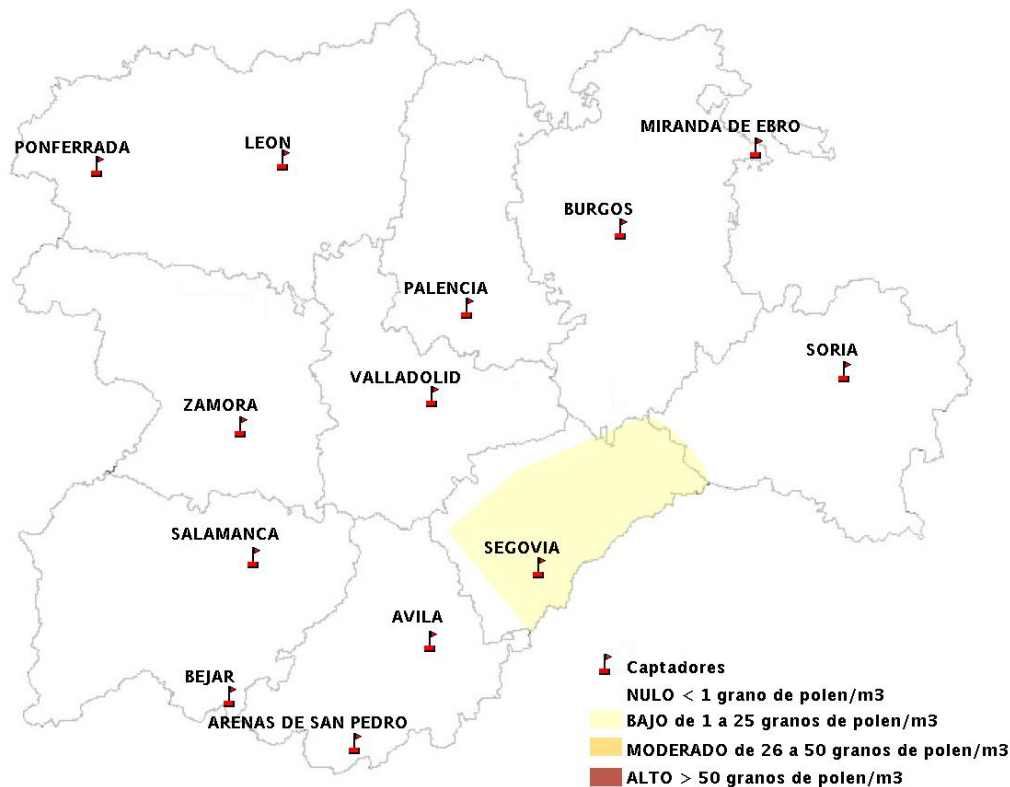 MIRANDA DE EBRO
PONFERRADA
LEON
BURGOS
PALENCIA
SORIA
VALLADOLID
ZAMORA
SALAMANCA
SEGOVIA
AVILA
BEJAR
ARENAS DE SAN PEDRO
Captadores
NULO < 1 grano de polen/m3
BAJO de 1 a 25 granos de polen/m3
MODERADO de 26 a 50 granos de polen/m3
ALTO > 50 granos de polen/m3